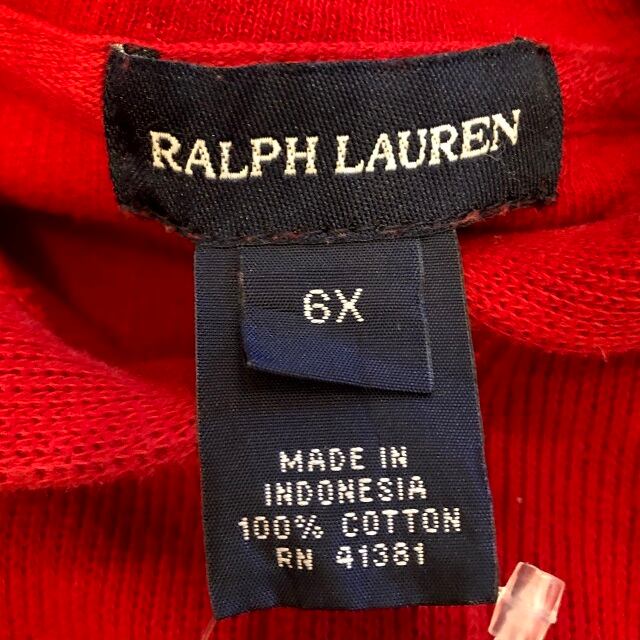 RALPH LAUREN
6X
MADE IN
INDONESIA
100% COTTON
RN 41381